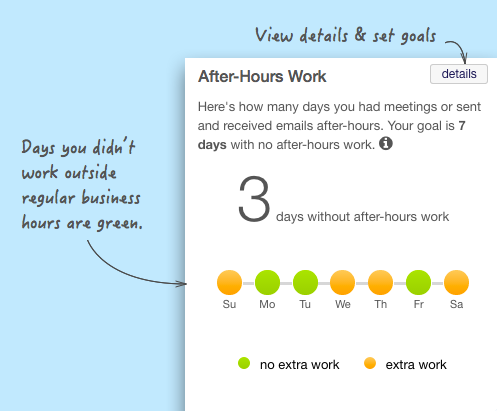 View details & set goals
After-Hours Work
details
Here's how many days you had meetings or sent
and received emails after-hours. Your goal is 7
days with no after-hours work.
Days you didn't
work outside
regular business
hours are green.
3 days without after-hours work
Su Mo Tu We Th Fr Sa
no extra work extra work